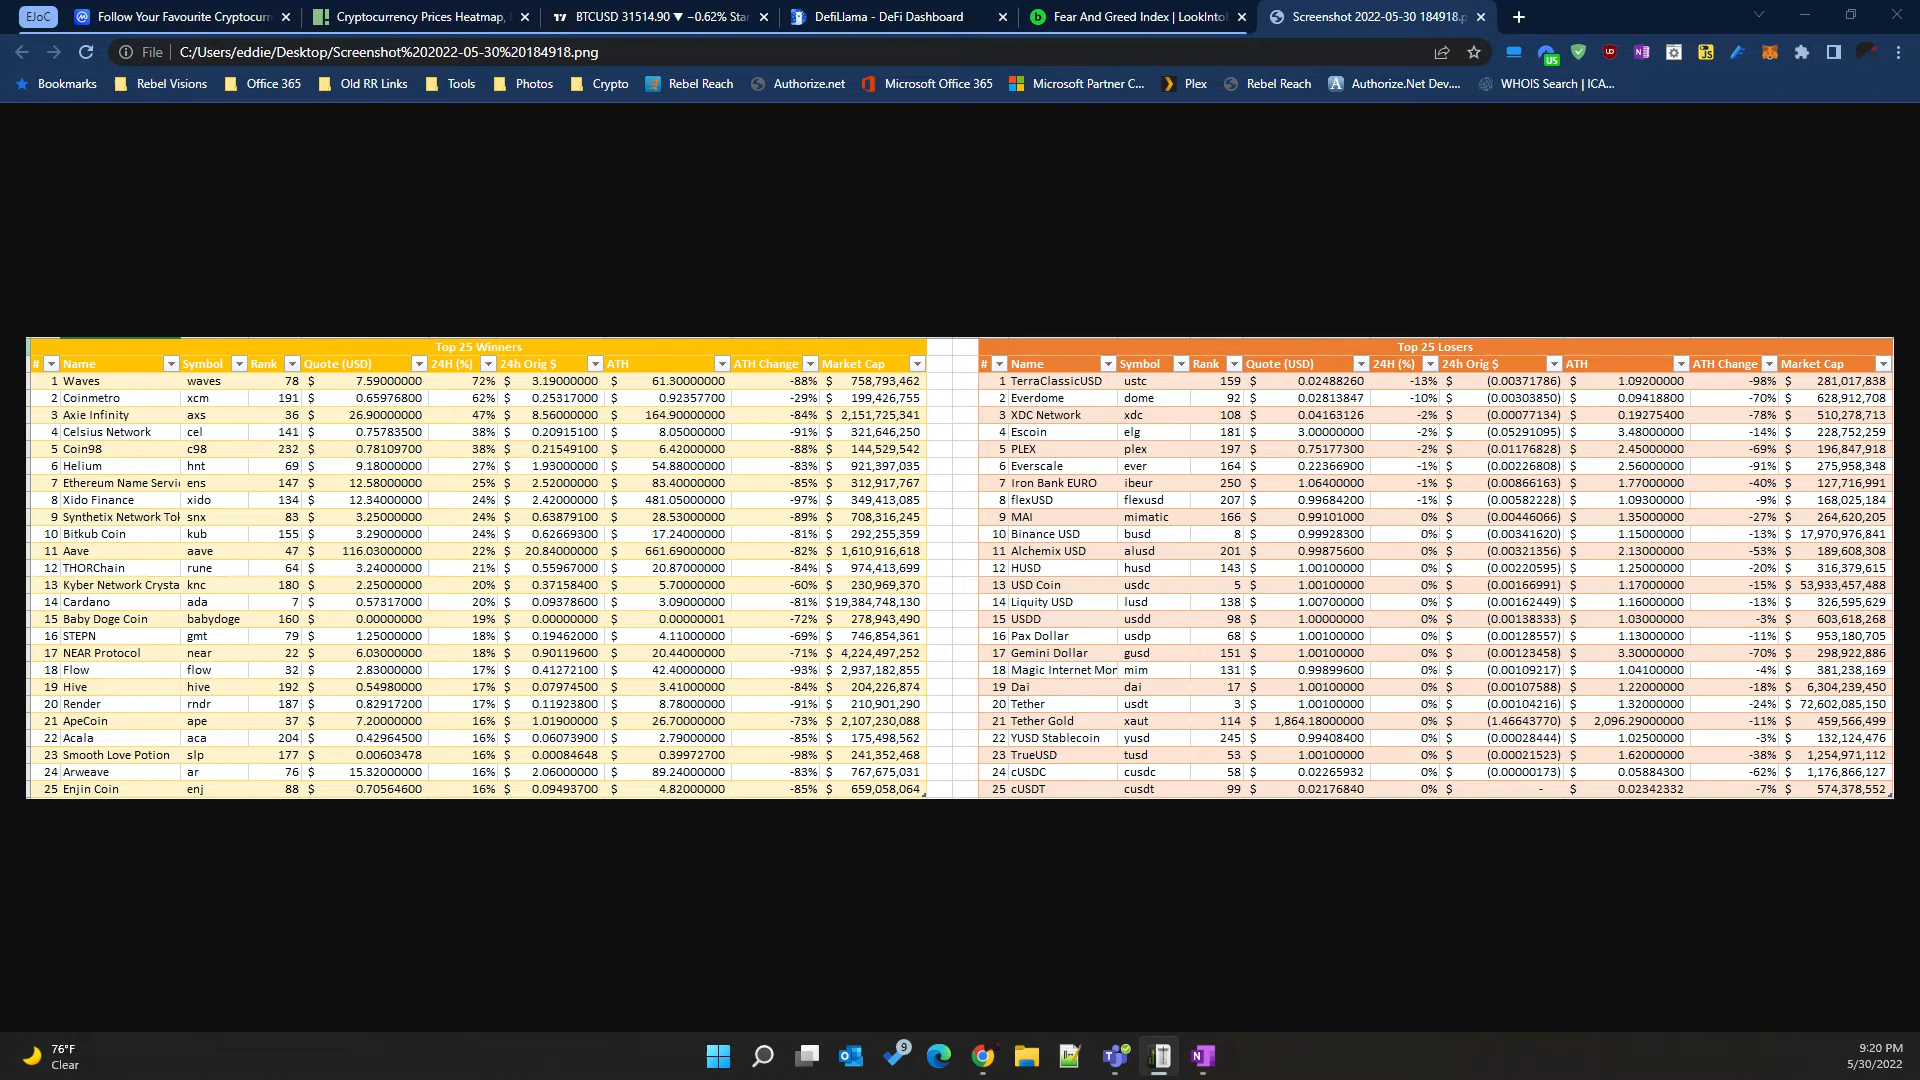 EJoC
Follow Your Favourite Cryptocurr
Cryptocurrency Prices Heatmap,
BTCUSD 31514.90 ▼ −0.62%
DefiLlama - DeFi Dashboard
Fear And Greed Index | LookInto
Screenshot 2022-05-30 184918.p
File C:/Users/eddie/Desktop/Screenshot%202022-05-30%20184918.png
Bookmarks Rebel Visions Office 365 Old RR Links Tools Photos Crypto Rebel Reach Authorize.net Microsoft Office 365 Microsoft Partner C... Plex Rebel Reach Authorize.Net Dev.... WHOIS Search | ICA...
Top 25 Winners
# Name Symbol Rank Quote (USD) 24H (%) 24h Orig $ ATH ATH Change Market Cap
1 Waves waves 78 $ 7.59000000 72% $ 3.19000000 $ 61.30000000 -88% $ 758,793,462
2 Coinmetro xcm 191 $ 0.65976800 62% $ 0.25317000 $ 0.92357700 -29% $ 199,426,755
3 Axie Infinity axs 36 $ 26.90000000 47% $ 8.56000000 $ 164.90000000 -84% $ 2,151,725,341
4 Celsius Network cel 141 $ 0.75783500 38% $ 0.20915100 $ 8.05000000 -91% $ 321,646,250
5 Coin98 c98 232 $ 0.78109700 38% $ 0.21549100 $ 6.42000000 -88% $ 144,529,542
6 Helium hnt 69 $ 9.18000000 27% $ 1.93000000 $ 54.88000000 -83% $ 921,397,035
7 Ethereum Name Servi ens 147 $ 12.58000000 25% $ 2.52000000 $ 83.40000000 -85% $ 312,917,767
8 Xido Finance xido 134 $ 12.34000000 24% $ 2.42000000 $ 481.05000000 -97% $ 349,413,085
9 Synthetix Network Tok snx 83 $ 3.25000000 24% $ 0.63879100 $ 28.53000000 -89% $ 708,316,245
10 Bitkub Coin kub 155 $ 3.29000000 24% $ 0.62669300 $ 17.24000000 -81% $ 292,255,359
11 Aave aave 47 $ 116.03000000 22% $ 20.84000000 $ 661.69000000 -82% $ 1,610,916,618
12 THORChain rune 64 $ 3.24000000 21% $ 0.55967000 $ 20.87000000 -84% $ 974,413,699
13 Kyber Network Crysta knc 180 $ 2.25000000 20% $ 0.37158400 $ 5.70000000 -60% $ 230,969,370
14 Cardano ada 7 $ 0.57317000 20% $ 0.09378600 $ 3.09000000 -81% $ 19,384,748,130
15 Baby Doge Coin babydoge 160 $ 0.00000000 19% $ 0.00000000 $ 0.00000001 -72% $ 278,943,490
16 STEPN gmt 79 $ 1.25000000 18% $ 0.19462000 $ 4.11000000 -69% $ 746,854,361
17 NEAR Protocol near 22 $ 6.03000000 18% $ 0.90119600 $ 20.44000000 -71% $ 4,224,497,252
18 Flow flow 32 $ 2.83000000 17% $ 0.41272100 $ 42.40000000 -93% $ 2,937,182,855
19 Hive hive 192 $ 0.54980000 17% $ 0.07974500 $ 3.41000000 -84% $ 204,226,874
20 Render rndr 187 $ 0.82917200 17% $ 0.11923800 $ 8.78000000 -91% $ 210,901,290
21 ApeCoin ape 37 $ 7.20000000 16% $ 1.01900000 $ 26.70000000 -73% $ 2,107,230,088
22 Acala aca 204 $ 0.42964500 16% $ 0.06073900 $ 2.79000000 -85% $ 175,498,562
23 Smooth Love Potion slp 177 $ 0.00603478 16% $ 0.00084648 $ 0.39972700 -98% $ 241,352,468
24 Arweave ar 76 $ 15.32000000 16% $ 2.06000000 $ 89.24000000 -83% $ 767,675,031
25 Enjin Coin enj 88 $ 0.70564600 16% $ 0.09493700 $ 4.82000000 -85% $ 659,058,064
Top 25 Losers
# Name Symbol Rank Quote (USD) 24H (%) 24h Orig $ ATH ATH Change Market Cap
1 TerraClassicUSD ustc 159 $ 0.02488260 -13% $ (0.00371786) $ 1.09200000 -98% $ 281,017,838
2 Everdome dome 92 $ 0.02813847 -10% $ (0.00303850) $ 0.09418800 -70% $ 628,912,708
3 XDC Network xdc 108 $ 0.04163126 -2% $ (0.00077134) $ 0.19275400 -78% $ 510,278,713
4 Escoin elg 181 $ 3.00000000 -2% $ (0.05291095) $ 3.48000000 -14% $ 228,752,259
5 PLEX plex 197 $ 0.75177300 -2% $ (0.01176828) $ 2.45000000 -69% $ 196,847,918
6 Everscale ever 164 $ 0.22366900 -1% $ (0.00226808) $ 2.56000000 -91% $ 275,958,348
7 Iron Bank EURO ibeur 250 $ 1.06400000 -1% $ (0.00866163) $ 1.77000000 -40% $ 127,716,991
8 flexUSD flexusd 207 $ 0.99684200 -1% $ (0.00582228) $ 1.09300000 -9% $ 168,025,184
9 MAI mimatic 166 $ 0.99101000 0% $ (0.00446066) $ 1.35000000 -27% $ 264,620,205
10 Binance USD busd 8 $ 0.99928300 0% $ (0.00341620) $ 1.15000000 -13% $ 17,970,976,841
11 Alchemix USD alusd 201 $ 0.99875600 0% $ (0.00321356) $ 2.13000000 -53% $ 189,608,308
12 HUSD husd 143 $ 1.00100000 0% $ (0.00220595) $ 1.25000000 -20% $ 316,379,615
13 USD Coin usdc 5 $ 1.00100000 0% $ (0.00166991) $ 1.17000000 -15% $ 53,933,457,488
14 Liquity USD lusd 138 $ 1.00700000 0% $ (0.00162449) $ 1.16000000 -13% $ 326,595,629
15 USDD usdd 98 $ 1.00000000 0% $ (0.00138333) $ 1.03000000 -3% $ 603,618,268
16 Pax Dollar usdp 68 $ 1.00100000 0% $ (0.00128557) $ 1.13000000 -11% $ 953,180,705
17 Gemini Dollar gusd 151 $ 1.00100000 0% $ (0.00123458) $ 3.30000000 -70% $ 298,922,886
18 Magic Internet Mon mim 131 $ 0.99899600 0% $ (0.00109217) $ 1.04100000 -4% $ 381,238,169
19 Dai dai 17 $ 1.00100000 0% $ (0.00107588) $ 1.22000000 -18% $ 6,304,239,450
20 Tether usdt 3 $ 1.00100000 0% $ (0.00104216) $ 1.32000000 -24% $ 72,602,085,150
21 Tether Gold xaut 114 $ 1,864.18000000 0% $ (1.46643770) $ 2,096.29000000 -11% $ 459,566,499
22 YUSD Stablecoin yusd 245 $ 0.99408400 0% $ (0.00028444) $ 1.02500000 -3% $ 132,124,476
23 TrueUSD tusd 53 $ 1.00100000 0% $ (0.00021523) $ 1.62000000 -38% $ 1,254,971,112
24 cUSDC cusdc 58 $ 0.02265932 0% $ (0.00000173) $ 0.05884300 -62% $ 1,176,866,127
25 cUSDT cusdt 99 $ 0.02176840 0% $ - $ 0.02342332 -7% $ 574,378,552
76°F
Clear
9
9:20 PM
5/30/2022